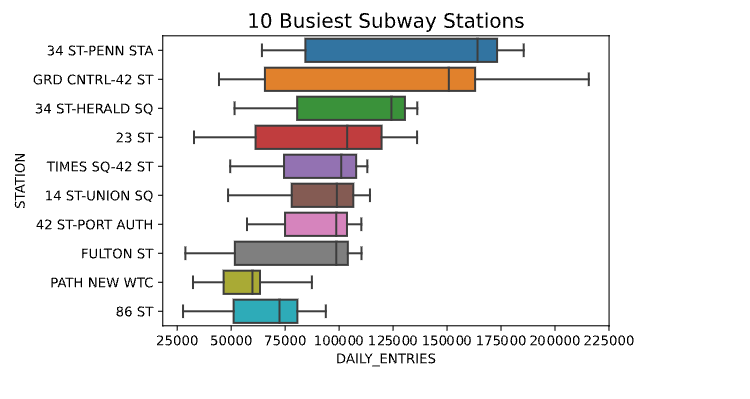 10 Busiest Subway Stations
34 ST-PENN STA
GRD CNTRL-42 ST
34 ST-HERALD SQ
23 ST
TIMES SQ-42 ST
14 ST-UNION SQ
42 ST-PORT AUTH
FULTON ST
PATH NEW WTC
86 ST
STATION
25000 50000 75000 100000 125000 150000 175000 200000 225000
DAILY_ENTRIES